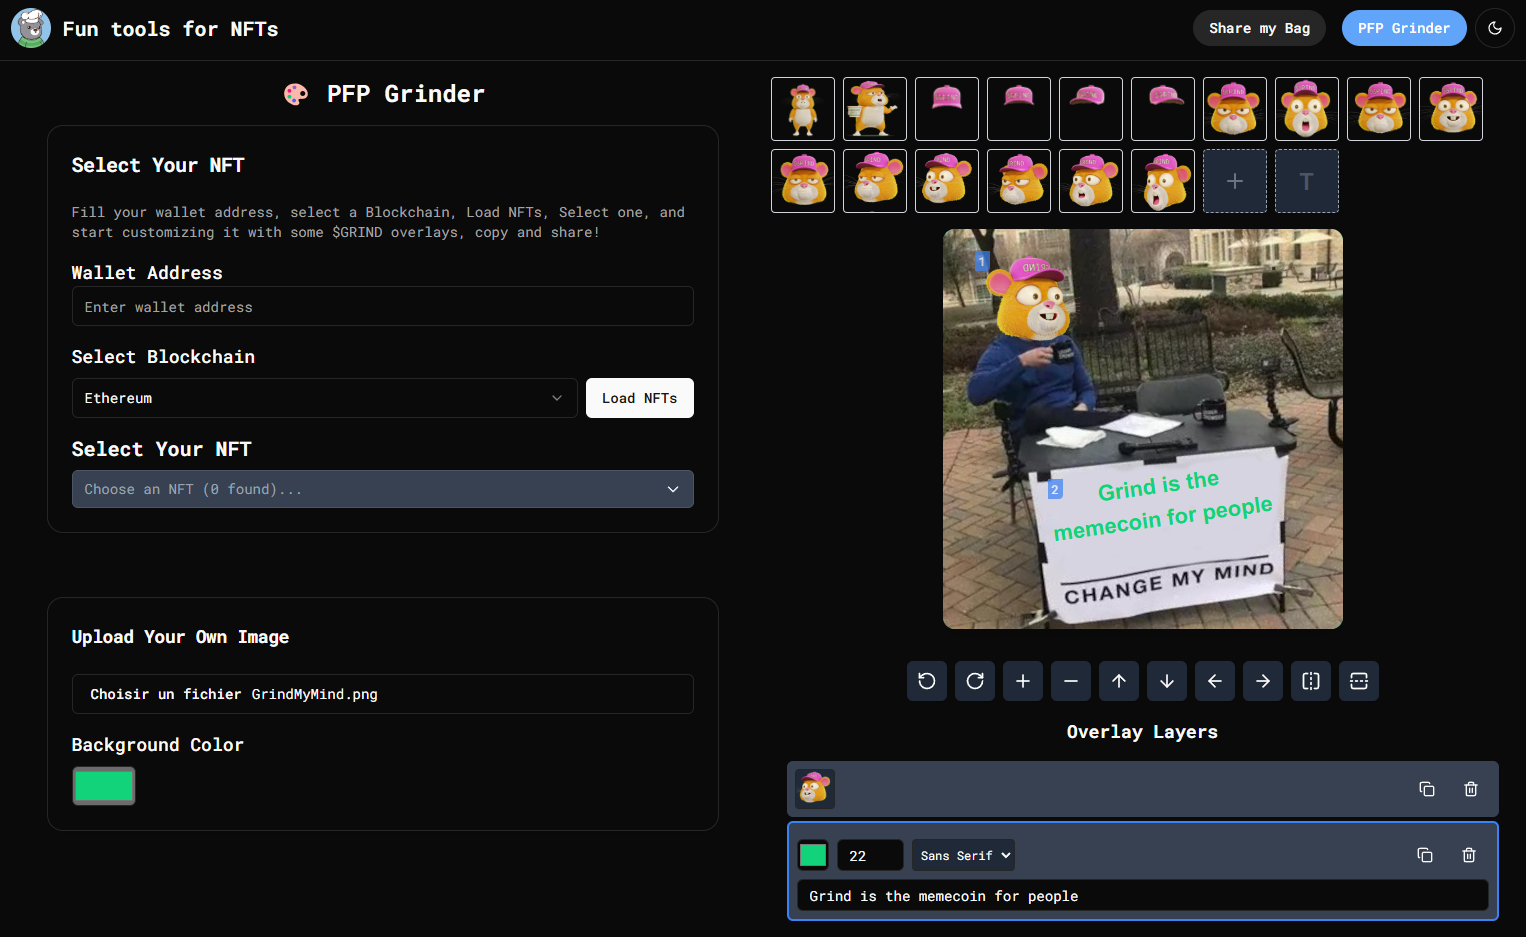 Fun tools for NFTs
Share my Bag
PFP Grinder
PFP Grinder
Select Your NFT
Fill your wallet address, select a Blockchain, Load NFTs, Select one, and
start customizing it with some $GRIND overlays, copy and share!
Wallet Address
Enter wallet address
Select Blockchain
Ethereum
Load NFTs
Select Your NFT
Choose an NFT (0 found)...
Upload Your Own Image
Choisir un fichier GrindMyMind.png
Background Color
T
1
2
Grind is the
memecoin for people
CHANGE MY MIND
Overlay Layers
22
Sans Serif
Grind is the memecoin for people